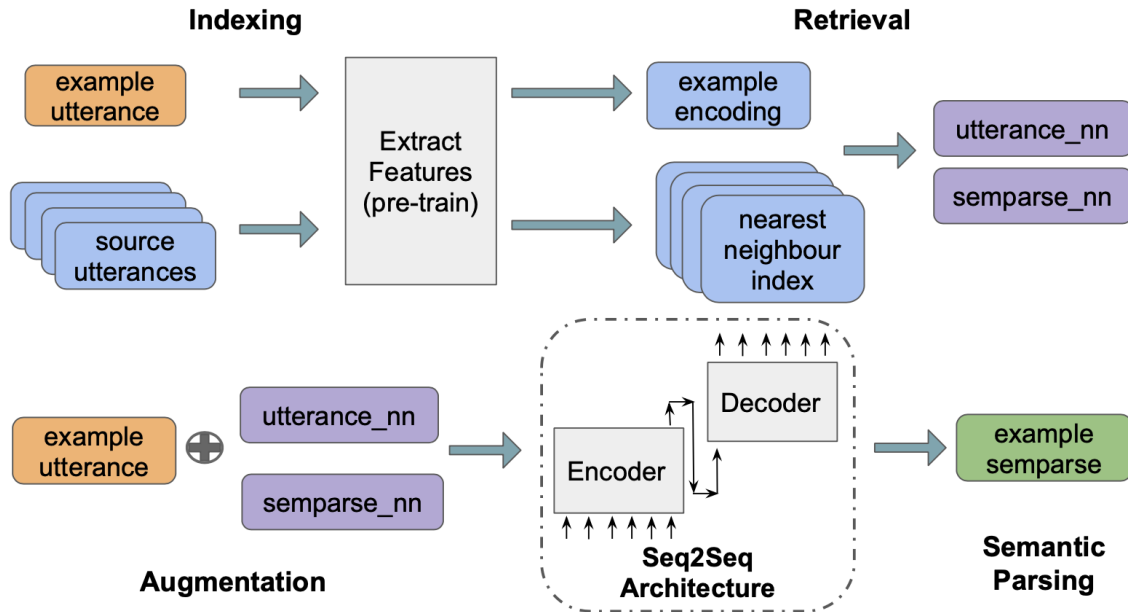 Indexing
Retrieval
example
utterance
Extract
Features
(pre-train)
example
encoding
utterance_nn
semparse_nn
source
utterances
nearest
neighbour
index
example
utterance
utterance_nn
semparse_nn
Encoder
Decoder
example
semparse
Augmentation
Seq2Seq
Architecture
Semantic
Parsing